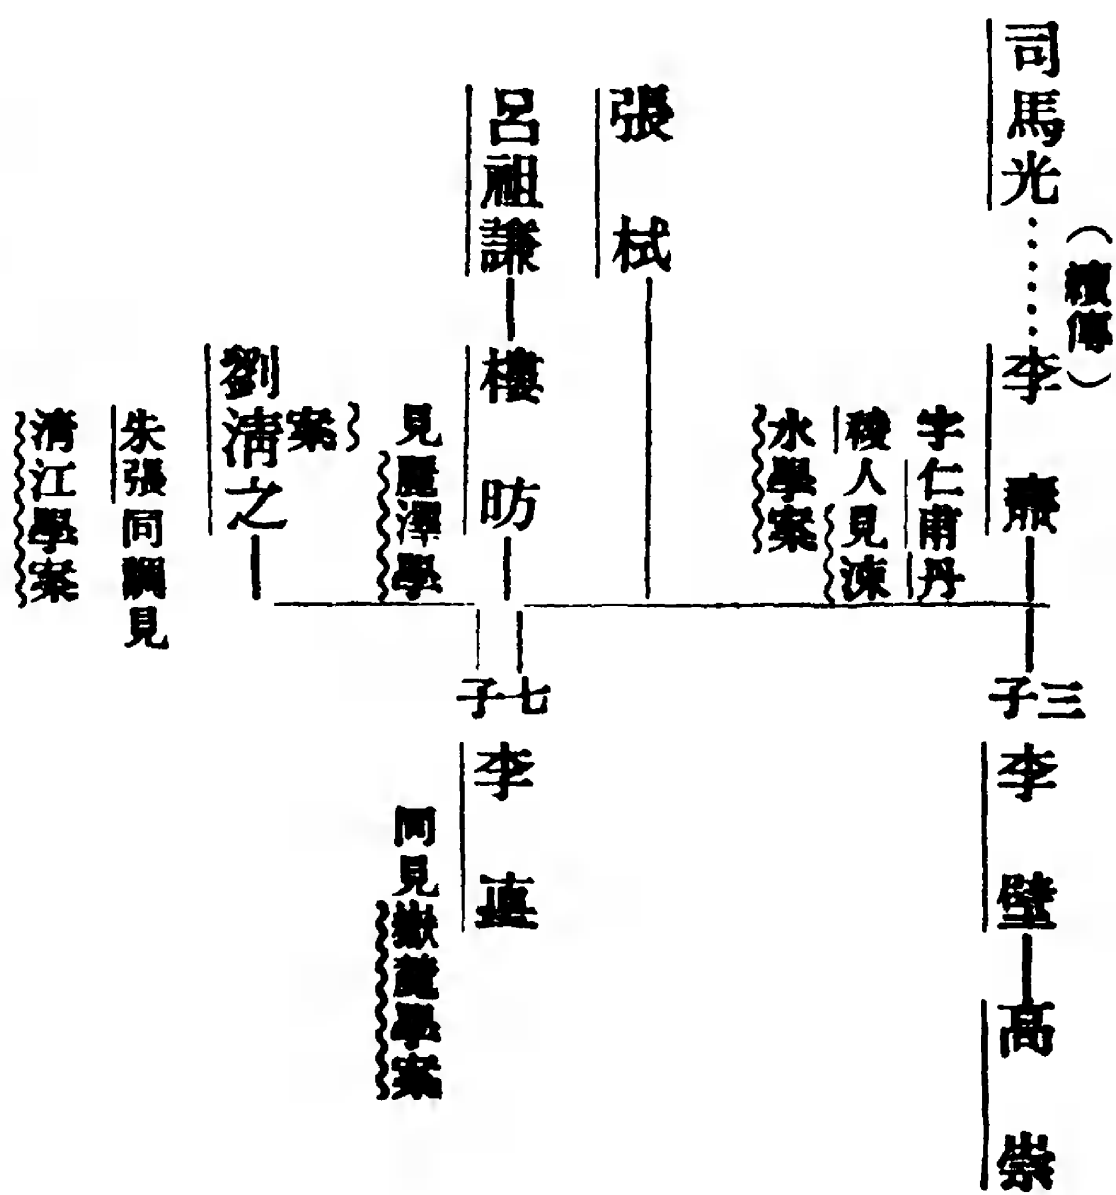 （續傳）
司馬光
李燾
字仁甫丹
稜人見涑
水學案
三子
李壁
高崇
張栻
呂祖謙
樓昉
見麗澤學
案
七子
李
同見嶽麓學案
劉清之
朱張同調見
清江學案